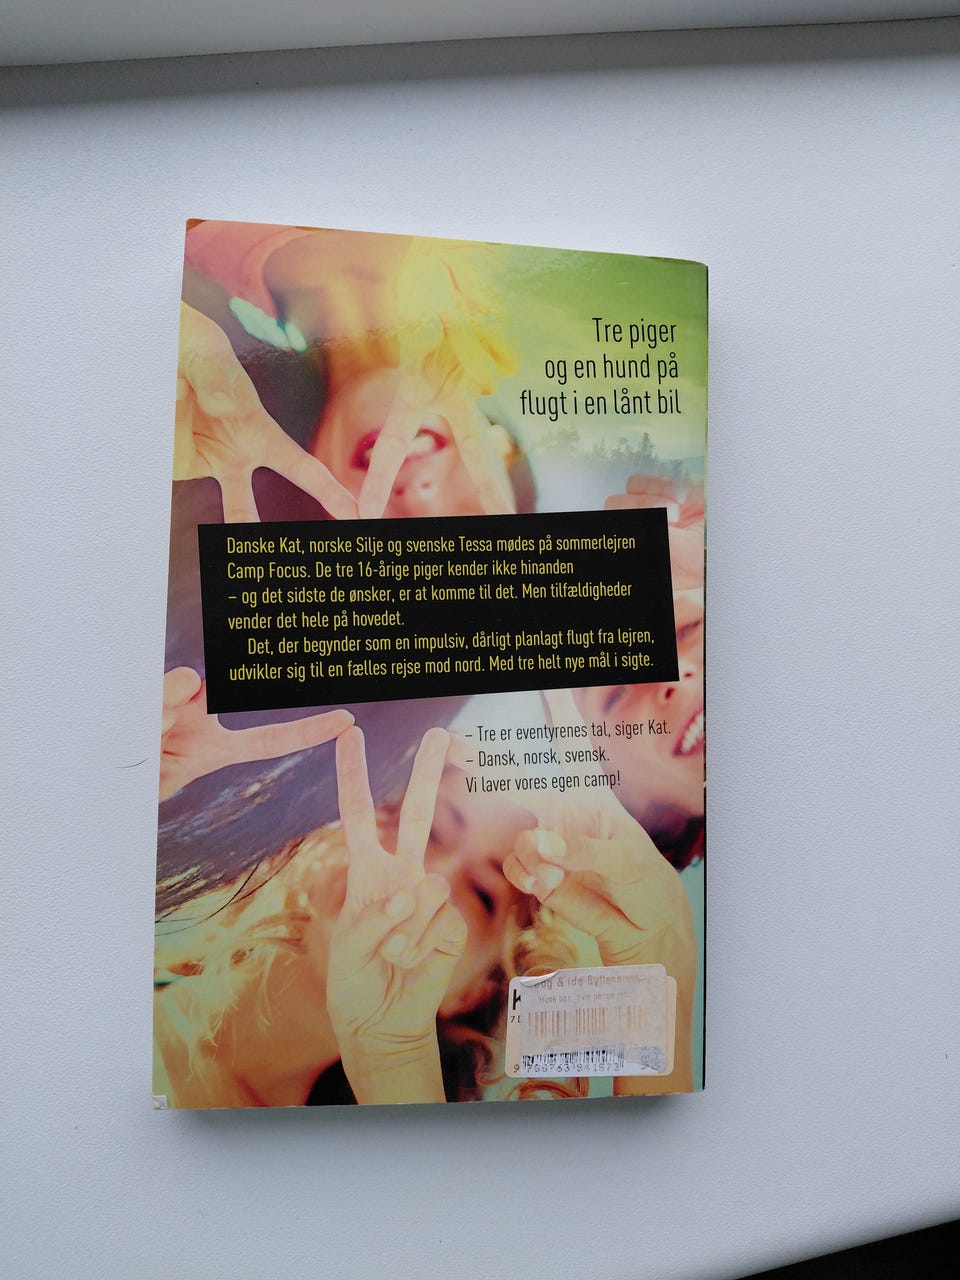 Tre piger
og en hund på
flugt i en lånt bil
Danske Kat, norske Silje og svenske Tessa mødes på sommerlejren
Camp Focus. De tre 16-årige piger kender ikke hinanden
– og det sidste de ønsker, er at komme til det. Men tilfældigheder
vender det hele på hovedet.
Det, der begynder som en impulsiv, dårligt planlagt flugt fra lejren,
udvikler sig til en fælles rejse mod nord. Med tre helt nye mål i sigte.
– Tre er eventyrenes tal, siger Kat.
– Dansk, norsk, svensk.
Vi laver vores egen camp!
K
9 788763 841573